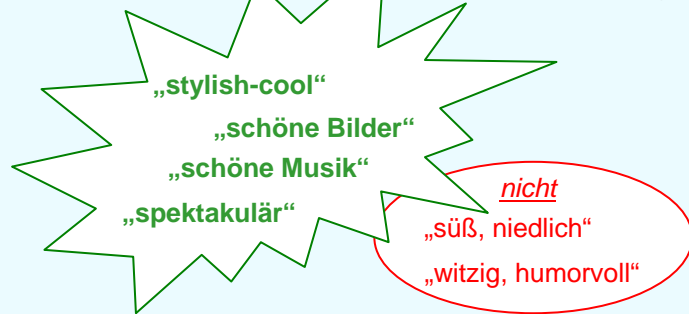 „stylish-cool“
„schöne Bilder“
„schöne Musik“
„spektakulär“
nicht
„süß, niedlich“
„witzig, humorvoll“